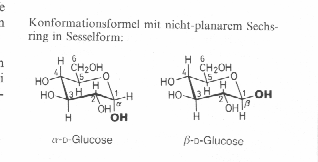 Konformationsformel mit nicht-planarem Sechs-
ring in Sesselform:
H 6 CH₂OH
4 5 O
HO H H
HO 3 2 1 H
H OH α
H OH
α-D-Glucose
H 6 CH₂OH
4 5 O
HO H H
HO 3 2 1 OH
H OH β
H H
β-D-Glucose